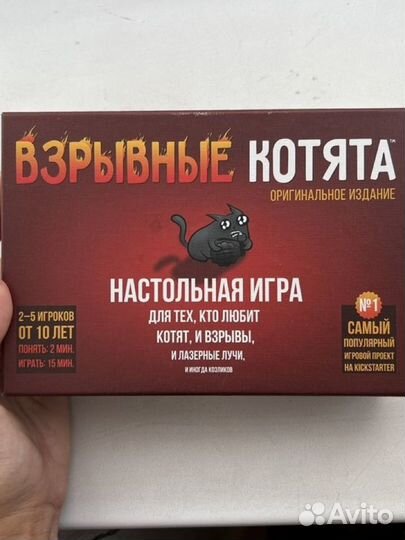 ВЗРЫВНЫЕ КОТЯТА™
ОРИГИНАЛЬНОЕ ИЗДАНИЕ
НАСТОЛЬНАЯ ИГРА
ДЛЯ ТЕХ, КТО ЛЮБИТ
КОТЯТ, И ВЗРЫВЫ,
И ЛАЗЕРНЫЕ ЛУЧИ,
И ИНОГДА КОЗЛИКОВ
2–5 ИГРОКОВ
ОТ 10 ЛЕТ
ПОНЯТЬ: 2 МИН.
ИГРАТЬ: 15 МИН.
№1
САМЫЙ
ПОПУЛЯРНЫЙ
ИГРОВОЙ ПРОЕКТ
НА KICKSTARTER
Avito